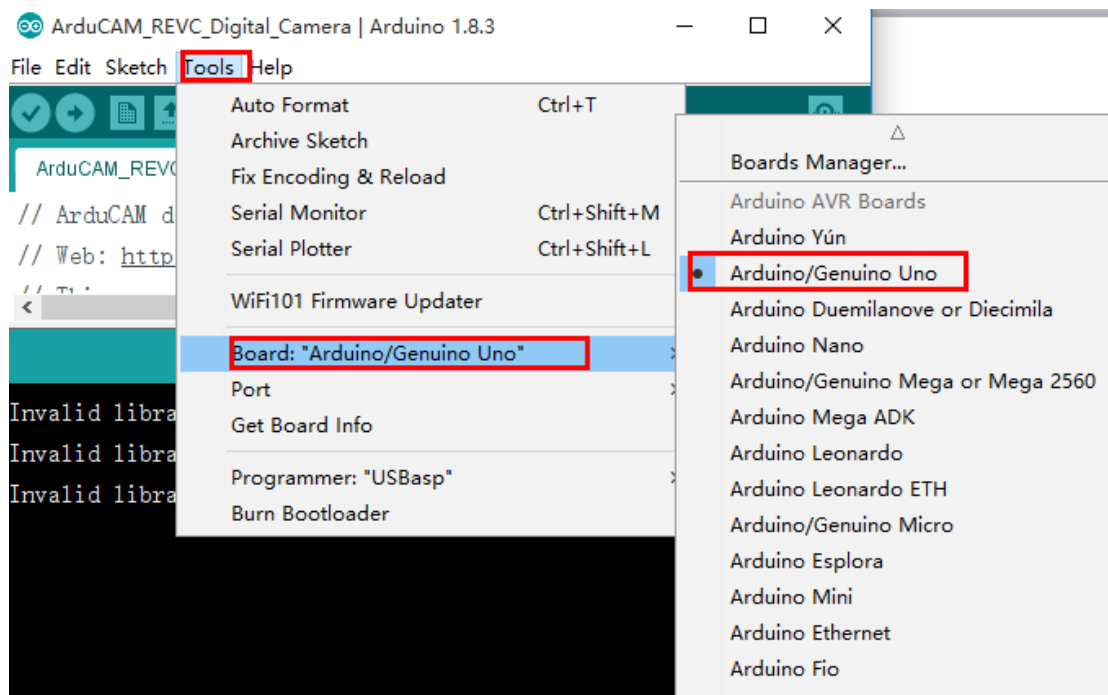 ArduCAM_REVC_Digital_Camera | Arduino 1.8.3
File Edit Sketch Tools Help
ArduCAM_REVC
// ArduCAM d
// Web: http
Invalid libra
Invalid libra
Invalid libra
Auto Format Ctrl+T
Archive Sketch
Fix Encoding & Reload
Serial Monitor Ctrl+Shift+M
Serial Plotter Ctrl+Shift+L
WiFi101 Firmware Updater
Board: "Arduino/Genuino Uno"
Port
Get Board Info
Programmer: "USBasp"
Burn Bootloader
Boards Manager...
Arduino AVR Boards
Arduino Yún
Arduino/Genuino Uno
Arduino Duemilanove or Diecimila
Arduino Nano
Arduino/Genuino Mega or Mega 2560
Arduino Mega ADK
Arduino Leonardo
Arduino Leonardo ETH
Arduino/Genuino Micro
Arduino Esplora
Arduino Mini
Arduino Ethernet
Arduino Fio